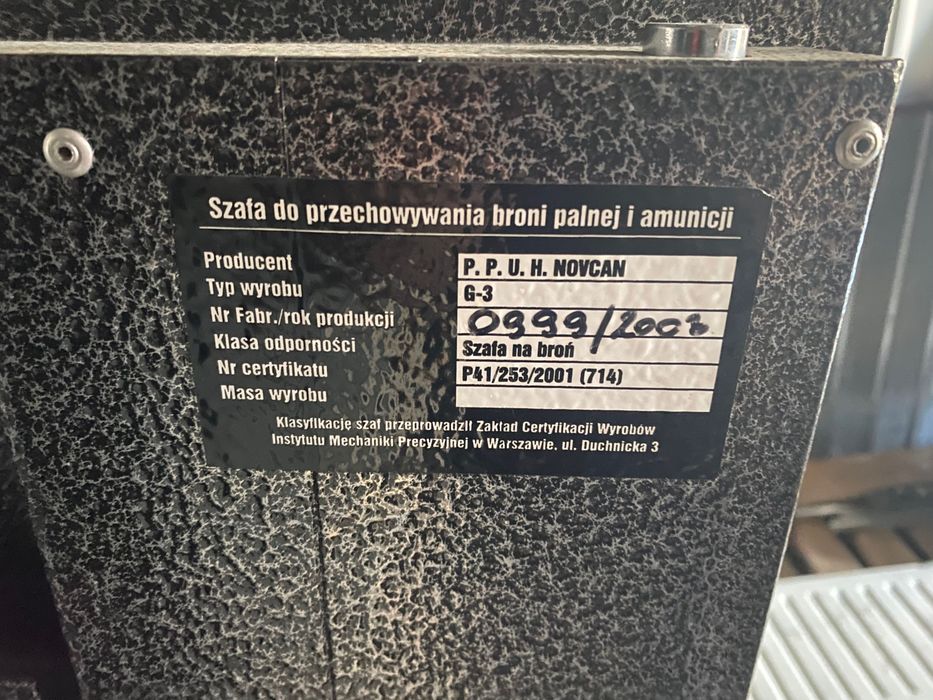 Szafa do przechowywania broni palnej i amunicji
Producent P. P. U. H. NOVCAN
Typ wyrobu G-3
Nr Fabr./rok produkcji 0999/2003
Klasa odporności Szafa na broń
Nr certyfikatu P41/253/2001 (714)
Masa wyrobu
Klasyfikację szaf przeprowadził Zakład Certyfikacji Wyrobów
Instytutu Mechaniki Precyzyjnej w Warszawie, ul. Duchnicka 3